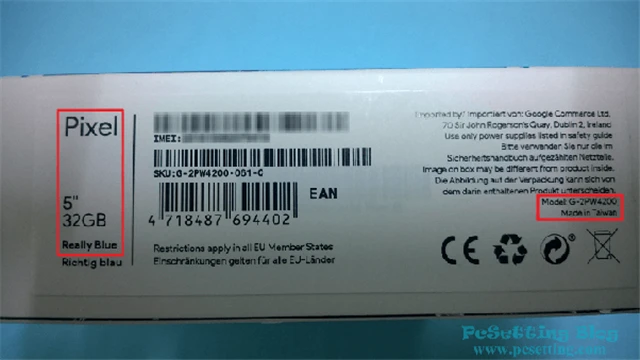 Pixel
5"
32GB
Really Blue
Richtig blau
IMEI:
SKU:G-2PW4200-051-C
EAN
4 718487 694402
Restrictions apply in all EU Member States
Einschränkungen gelten für alle EU-Länder
Imported by/ Importiert von: Google Commerce Ltd,
70 Sir John Rogerson's Quay, Dublin 2, Ireland
Use only power supplies listed in safety guide
Bitte verwenden Sie nur die im
Sicherheitshandbuch aufgezählten Netzteile.
Image on box may be different from product inside.
Die Abbildung auf der Verpackung kann sich von
dem darin enthaltenen Produkt unterscheiden.
Model: G-2PW4200
Made in Taiwan
CE
PcSetting Blog
www.pcsetting.com